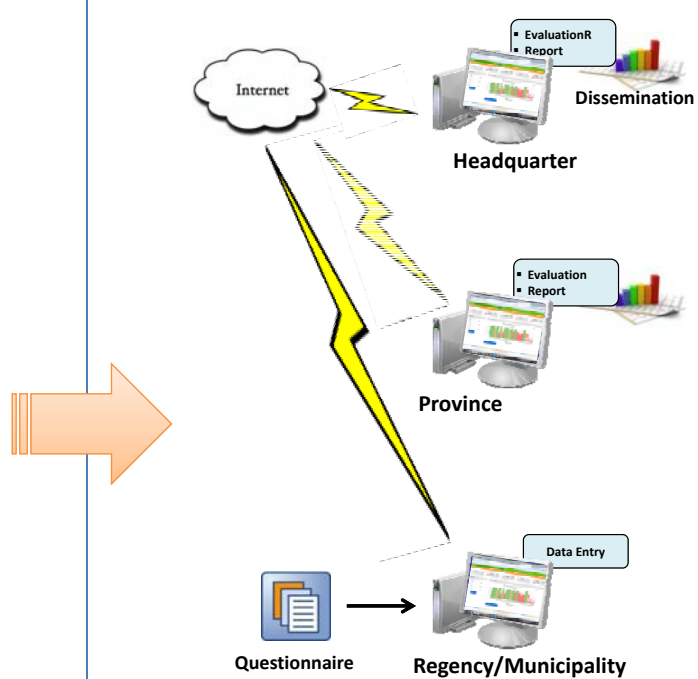 ▪ EvaluationR
▪ Report
Internet
Dissemination
Headquarter
▪ Evaluation
▪ Report
Province
Data Entry
Questionnaire
Regency/Municipality